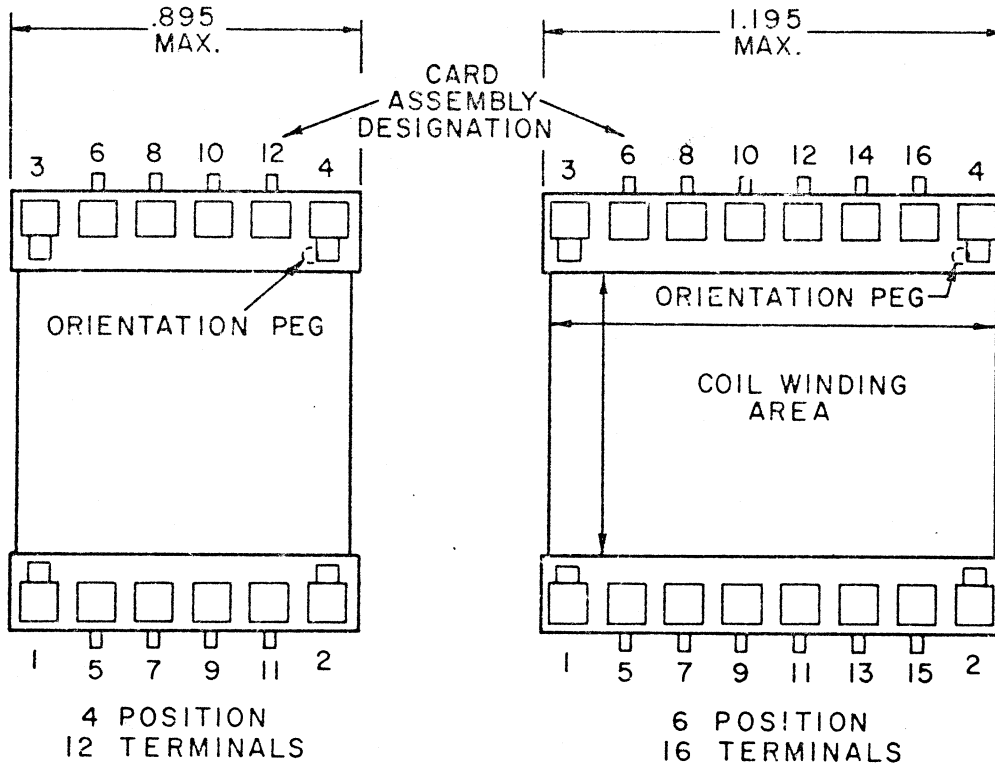 .895
MAX.
1.195
MAX.
CARD
ASSEMBLY
DESIGNATION
3 6 8 10 12 4
3 6 8 10 12 14 16 4
ORIENTATION PEG
ORIENTATION PEG
COIL WINDING
AREA
1 5 7 9 11 2
1 5 7 9 11 13 15 2
4 POSITION
12 TERMINALS
6 POSITION
16 TERMINALS